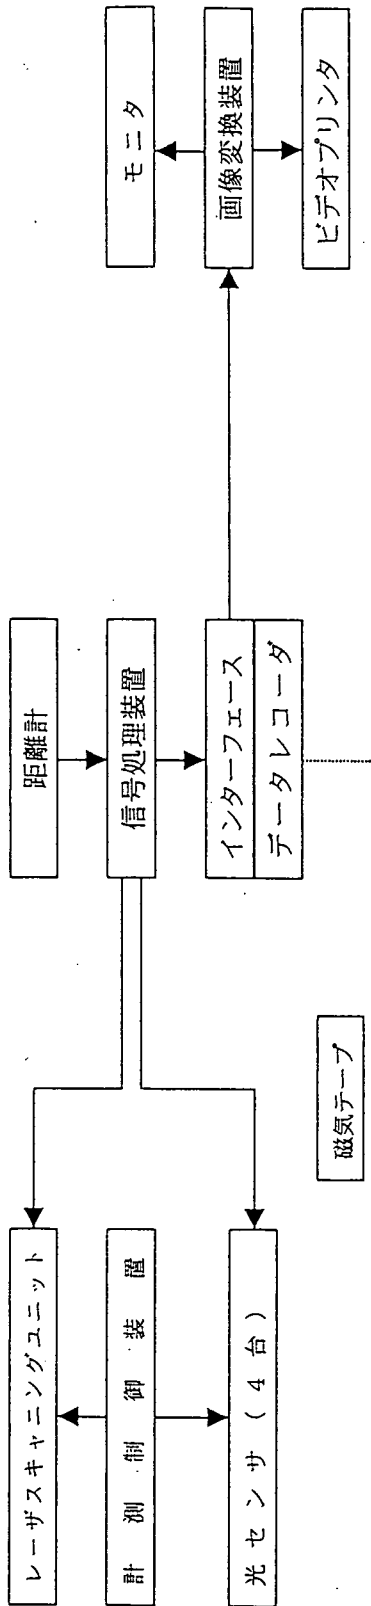 レーザスキャニングユニット
計測制御装置
光センサ(4台)
距離計
信号処理装置
インターフェース
データレコーダ
磁気テープ
モニタ
画像変換装置
ビデオプリンタ